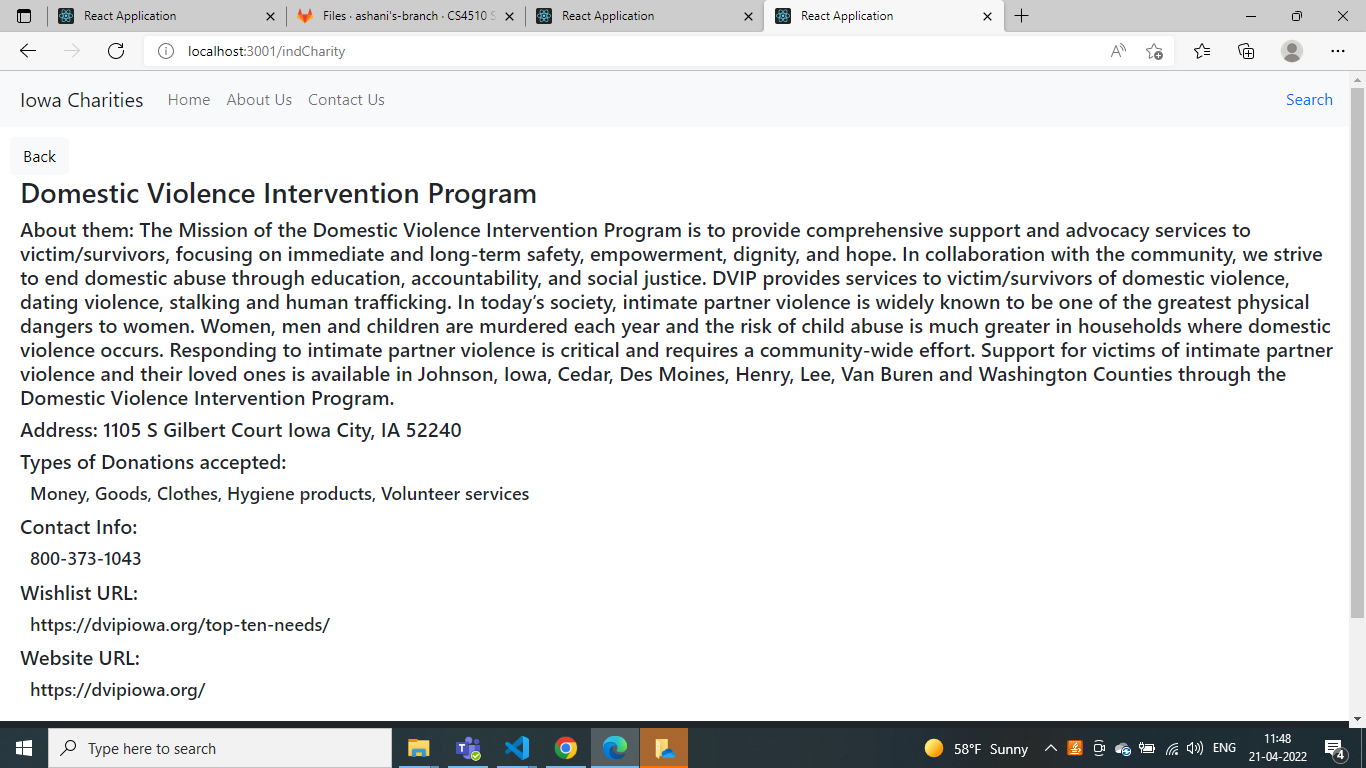 React Application
Files · ashani's-branch · CS4510 S
React Application
React Application
localhost:3001/indCharity
Iowa Charities Home About Us Contact Us Search
Back
Domestic Violence Intervention Program
About them: The Mission of the Domestic Violence Intervention Program is to provide comprehensive support and advocacy services to
victim/survivors, focusing on immediate and long-term safety, empowerment, dignity, and hope. In collaboration with the community, we strive
to end domestic abuse through education, accountability, and social justice. DVIP provides services to victim/survivors of domestic violence,
dating violence, stalking and human trafficking. In today’s society, intimate partner violence is widely known to be one of the greatest physical
dangers to women. Women, men and children are murdered each year and the risk of child abuse is much greater in households where domestic
violence occurs. Responding to intimate partner violence is critical and requires a community-wide effort. Support for victims of intimate partner
violence and their loved ones is available in Johnson, Iowa, Cedar, Des Moines, Henry, Lee, Van Buren and Washington Counties through the
Domestic Violence Intervention Program.
Address: 1105 S Gilbert Court Iowa City, IA 52240
Types of Donations accepted:
Money, Goods, Clothes, Hygiene products, Volunteer services
Contact Info:
800-373-1043
Wishlist URL:
https://dvipiowa.org/top-ten-needs/
Website URL:
https://dvipiowa.org/
Type here to search
58°F Sunny
ENG
11:48
21-04-2022
4